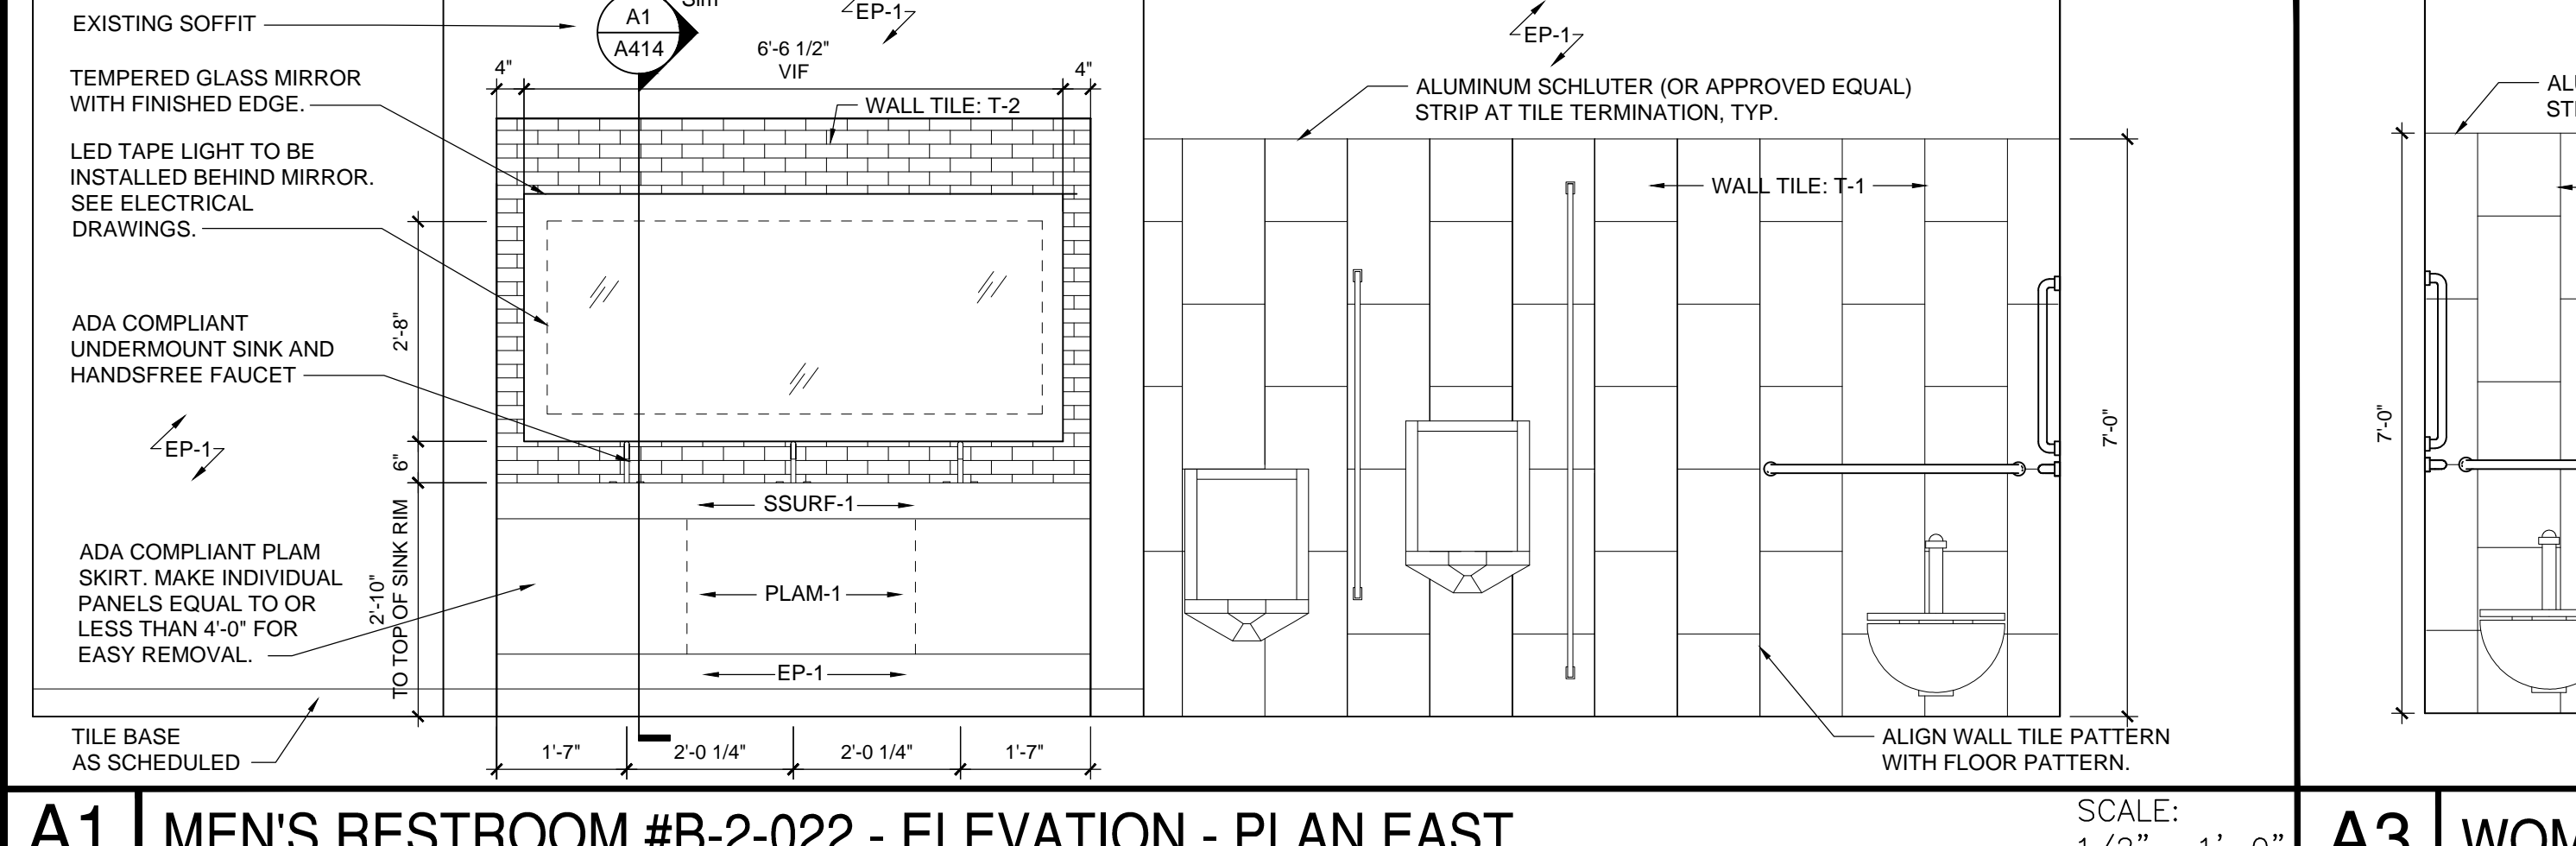 EXISTING SOFFIT
A1
A414
Sim
EP-1
6'-6 1/2"
VIF
4"
4"
EP-1
TEMPERED GLASS MIRROR
WITH FINISHED EDGE.
WALL TILE: T-2
ALUMINUM SCHLUTER (OR APPROVED EQUAL)
STRIP AT TILE TERMINATION, TYP.
LED TAPE LIGHT TO BE
INSTALLED BEHIND MIRROR.
SEE ELECTRICAL
DRAWINGS.
WALL TILE: T-1
2'-8"
ADA COMPLIANT
UNDERMOUNT SINK AND
HANDSFREE FAUCET
7'-0"
7'-0"
EP-1
6"
SSURF-1
ADA COMPLIANT PLAM
SKIRT. MAKE INDIVIDUAL
PANELS EQUAL TO OR
LESS THAN 4'-0" FOR
EASY REMOVAL.
2'-10"
TO TOP OF SINK RIM
PLAM-1
EP-1
TILE BASE
AS SCHEDULED
1'-7"
2'-0 1/4"
2'-0 1/4"
1'-7"
ALIGN WALL TILE PATTERN
WITH FLOOR PATTERN.
A1
MEN'S RESTROOM #B-2-022 - ELEVATION - PLAN EAST
SCALE:
A3